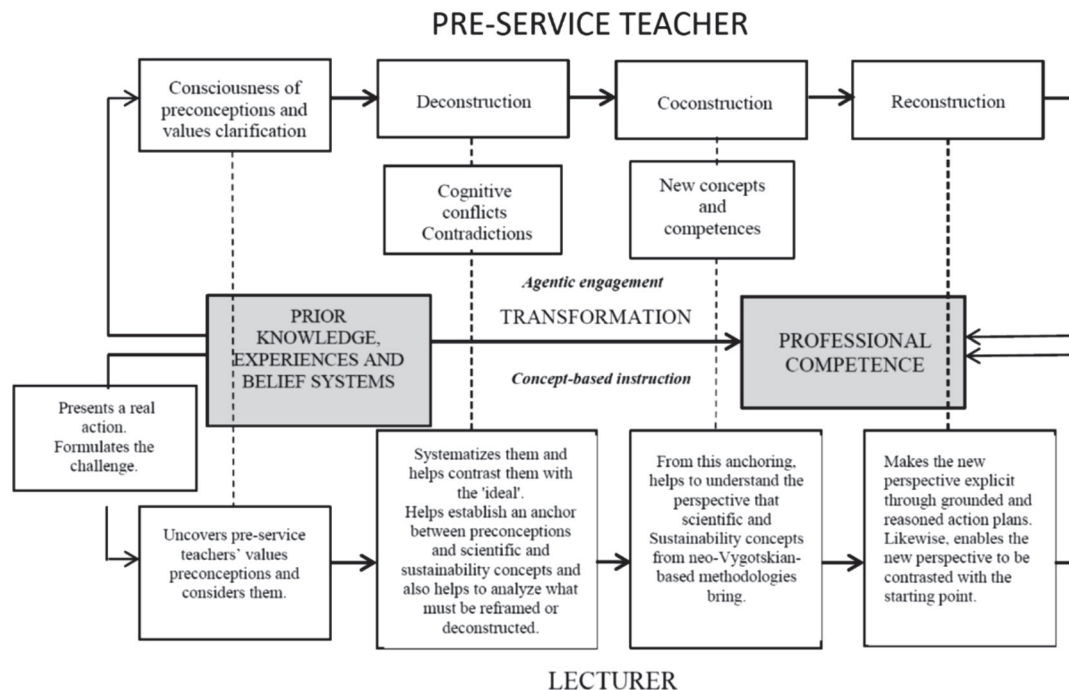 PRE-SERVICE TEACHER
Consciousness of
preconceptions and
values clarification
Deconstruction
Coconstruction
Reconstruction
Cognitive
conflicts
Contradictions
New concepts
and
competences
Agentic engagement
TRANSFORMATION
Concept-based instruction
PRIOR
KNOWLEDGE,
EXPERIENCES AND
BELIEF SYSTEMS
PROFESSIONAL
COMPETENCE
Presents a real
action.
Formulates the
challenge.
Uncovers pre-service
teachers’ values
preconceptions and
considers them.
Systematizes them and
helps contrast them with
the 'ideal'.
Helps establish an anchor
between preconceptions
and scientific and
sustainability concepts and
also helps to analyze what
must be reframed or
deconstructed.
From this anchoring,
helps to understand the
perspective that
scientific and
Sustainability concepts
from neo-Vygotskian-
based methodologies
bring.
Makes the new
perspective explicit
through grounded and
reasoned action plans.
Likewise, enables the
new perspective to be
contrasted with the
starting point.
LECTURER